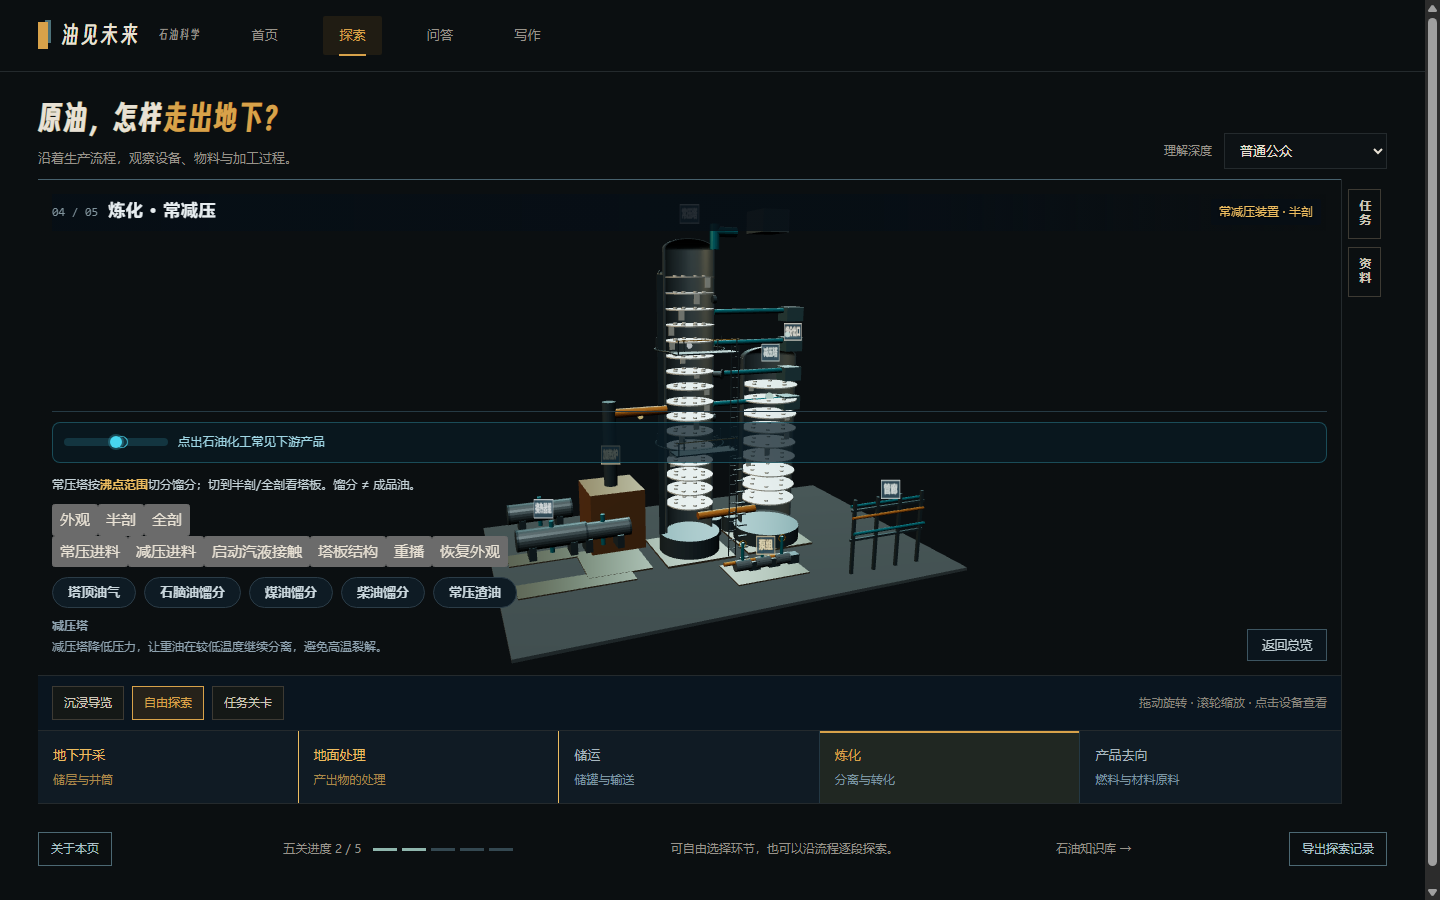 油见未来 石油科学 首页 探索 问答 写作
原油，怎样走出地下？
沿着生产流程，观察设备、物料与加工过程。
理解深度 普通公众
04 / 05 炼化 · 常减压
常减压装置 · 半剖
任务
资料
减压塔
点出石油化工常见下游产品
常压塔按沸点范围切分馏分；切到半剖/全剖看塔板。馏分 ≠ 成品油。
外观 半剖 全剖
常压进料 减压进料 启动汽液接触 塔板结构 重播 恢复外观
塔顶油气 石脑油馏分 煤油馏分 柴油馏分 常压渣油
减压塔
减压塔降低压力，让重油在较低温度继续分离，避免高温裂解。
返回总览
沉浸导览 自由探索 任务关卡
拖动旋转 · 滚轮缩放 · 点击设备查看
地下开采 地面处理 储运 炼化 产品去向
储层与井筒 产出物的处理 储罐与输送 分离与转化 燃料与材料原料
关于本页 五关进度 2 / 5 可自由选择环节，也可以沿流程逐段探索。 石油知识库 → 导出探索记录